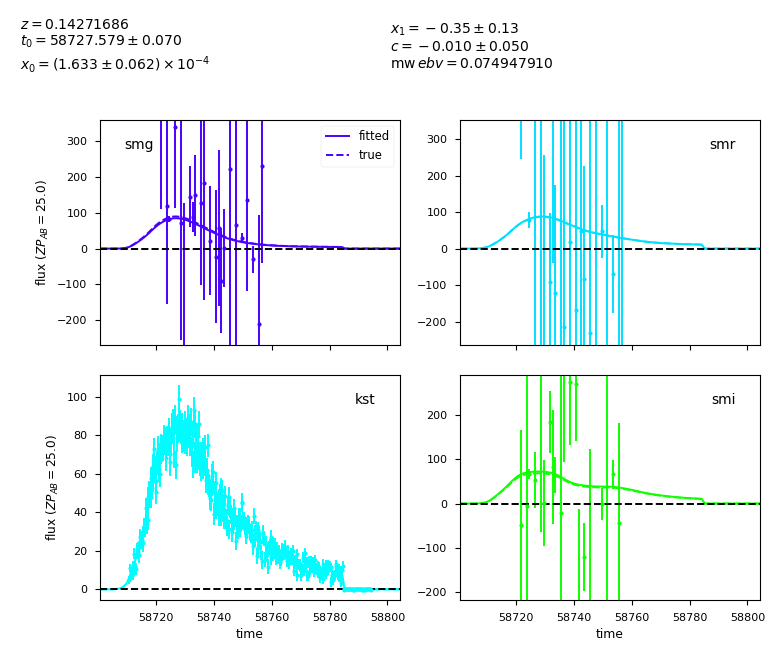 z = 0.14271686
t₀ = 58727.579 ± 0.070
x₀ = (1.633 ± 0.062) × 10⁻⁴
x₁ = −0.35 ± 0.13
c = −0.010 ± 0.050
mw ebv = 0.074947910
smg
fitted
true
300
200
100
0
−100
−200
flux (ZP_AB = 25.0)
smr
300
200
100
0
−100
−200
kst
100
80
60
40
20
0
flux (ZP_AB = 25.0)
58720 58740 58760 58780 58800
time
smi
200
100
0
−100
−200
58720 58740 58760 58780 58800
time